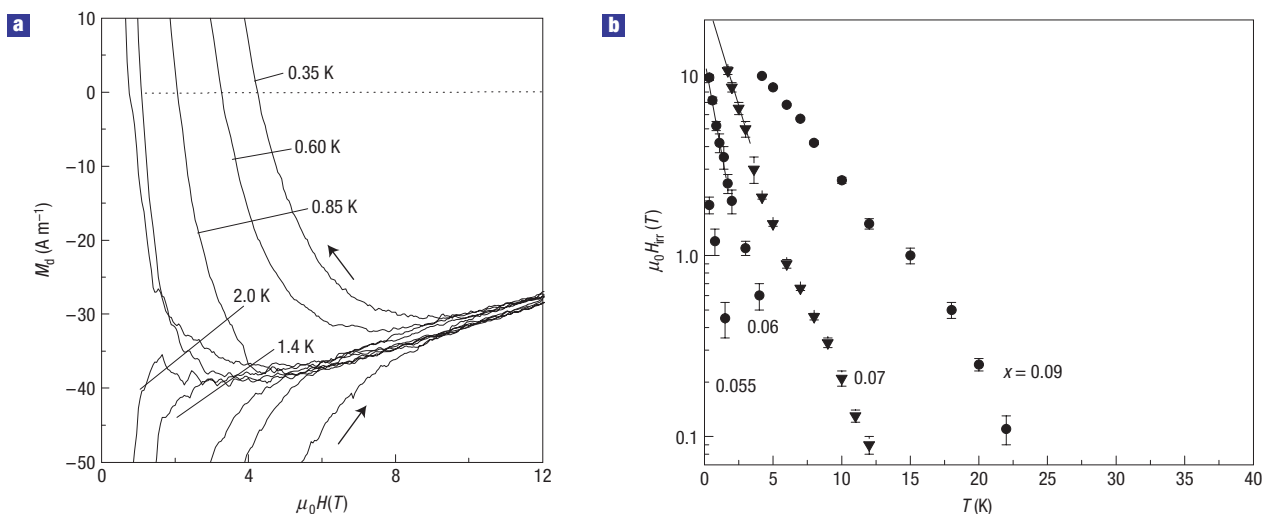 a
10
0
−10
−20
−30
−40
−50
0
4
8
12
M_d (A m⁻¹)
μ₀H(T)
0.35 K
0.60 K
0.85 K
2.0 K
1.4 K
b
10
1.0
0.1
0
5
10
15
20
25
30
35
40
μ₀H_irr (T)
T (K)
0.06
0.055
0.07
x = 0.09